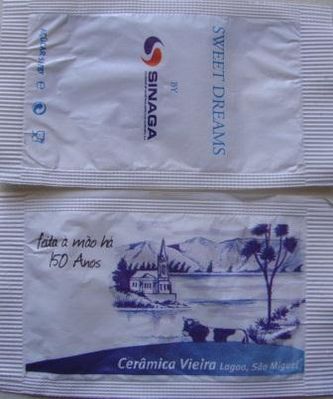 SWEET DREAMS
BY
SINAGA
feita à mão há
150 Anos
Cerâmica Vieira Lagoa, São Miguel